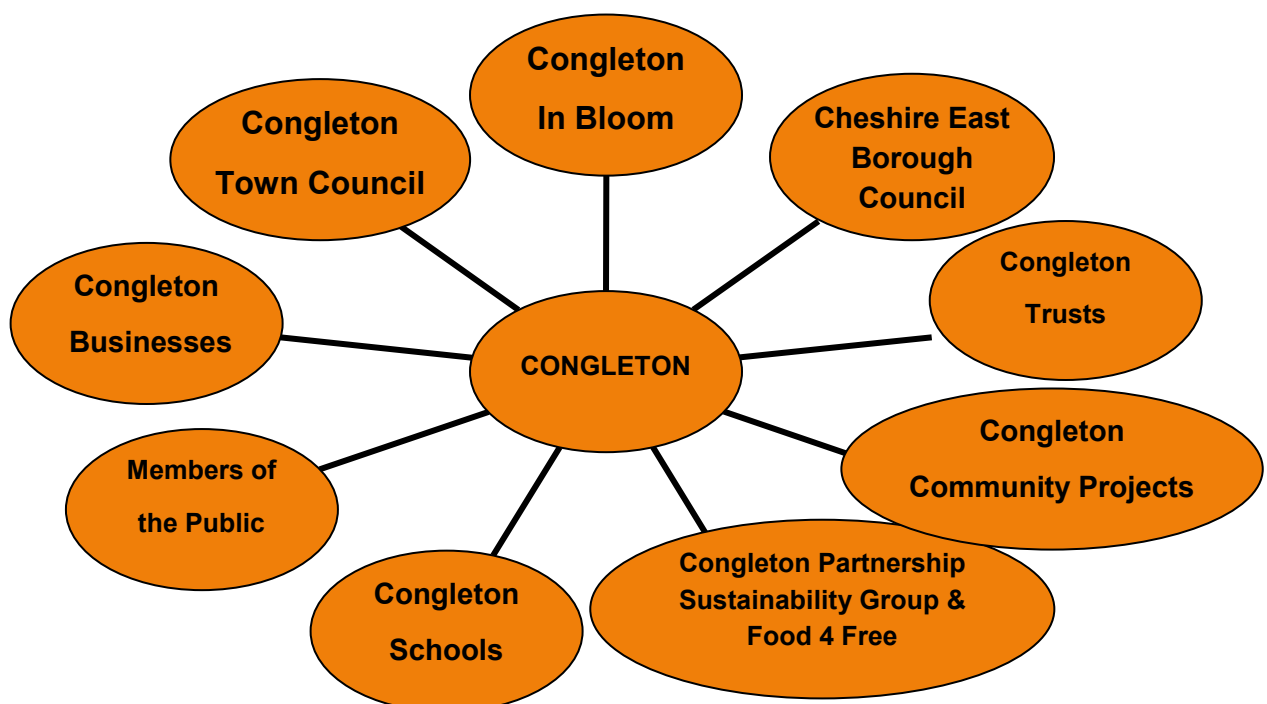 Congleton
In Bloom
Congleton
Town Council
Cheshire East
Borough
Council
Congleton
Trusts
Congleton
Businesses
CONGLETON
Congleton
Community Projects
Members of
the Public
Congleton Partnership
Sustainability Group &
Food 4 Free
Congleton
Schools